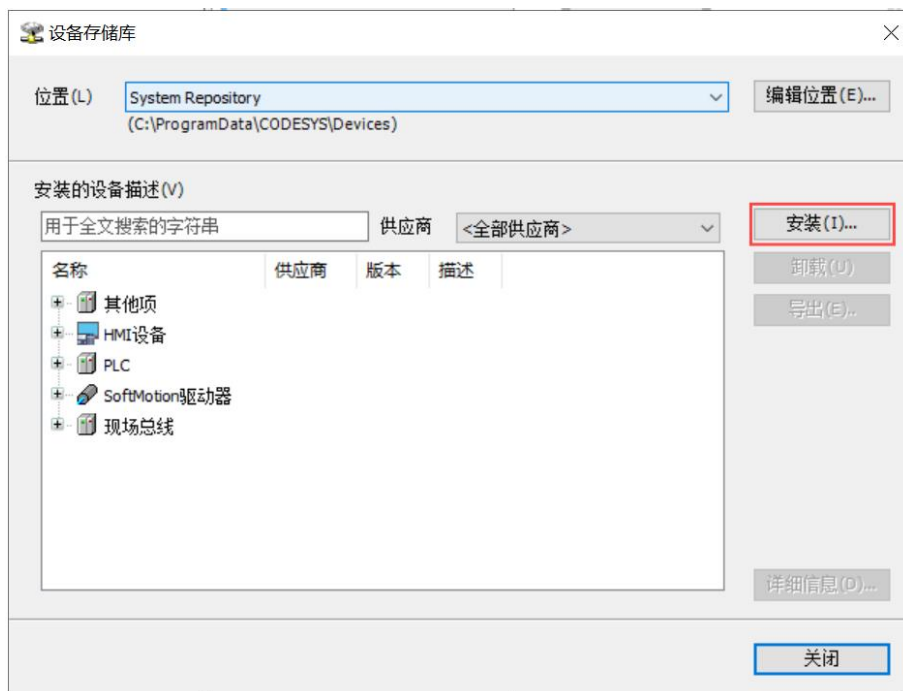 设备存储库
位置(L)
System Repository
编辑位置(E)...
(C:\ProgramData\CODESYS\Devices)
安装的设备描述(V)
用于全文搜索的字符串
供应商
<全部供应商>
安装(I)...
名称
供应商
版本
描述
卸载(U)
其他项
导出(E)..
HMI设备
PLC
SoftMotion驱动器
现场总线
详细信息(D)...
关闭